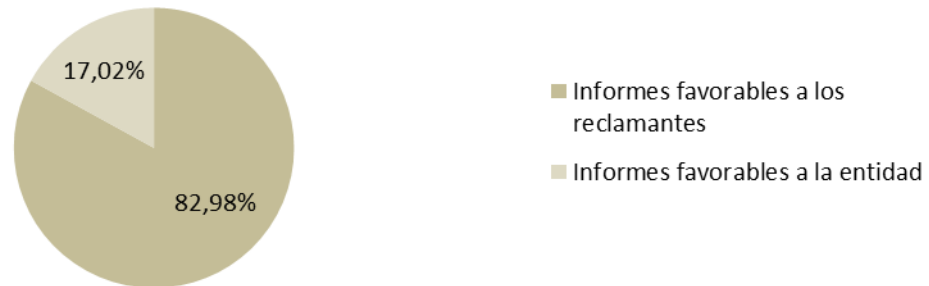 17,02%
82,98%
Informes favorables a los
reclamantes
Informes favorables a la entidad